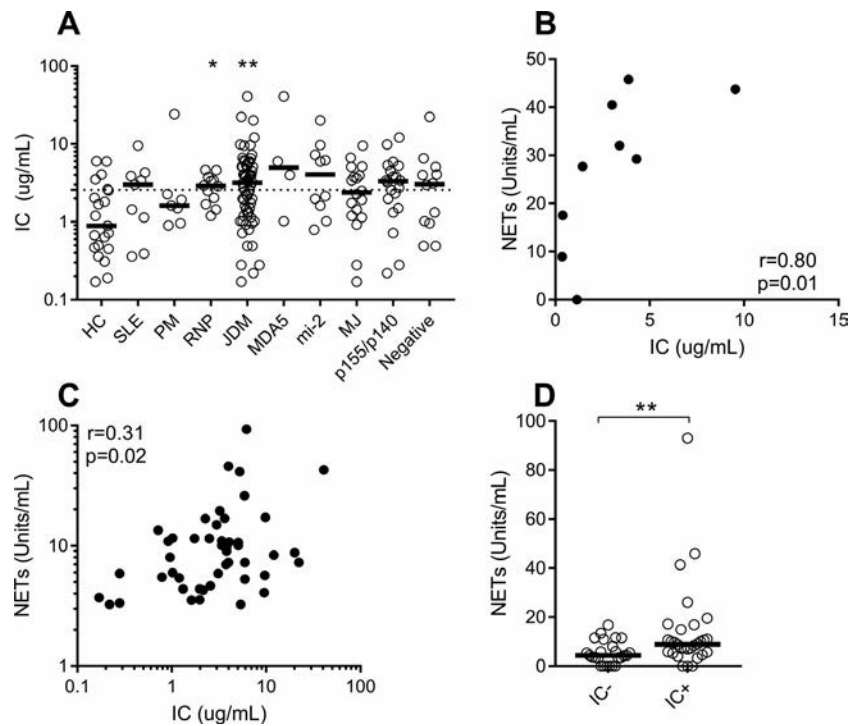 A
* **
100
10
1
0.1
IC (ug/mL)
HC
SLE
PM
RNP
JDM
MDA5
mi-2
MJ
p155/p140
Negative
B
50
40
30
20
10
0
NETs (Units/mL)
r=0.80
p=0.01
0 5 10 15
IC (ug/mL)
C
r=0.31
p=0.02
100
10
1
NETs (Units/mL)
0.1 1 10 100
IC (ug/mL)
D
**
100
80
60
40
20
0
NETs (Units/mL)
IC-
IC+